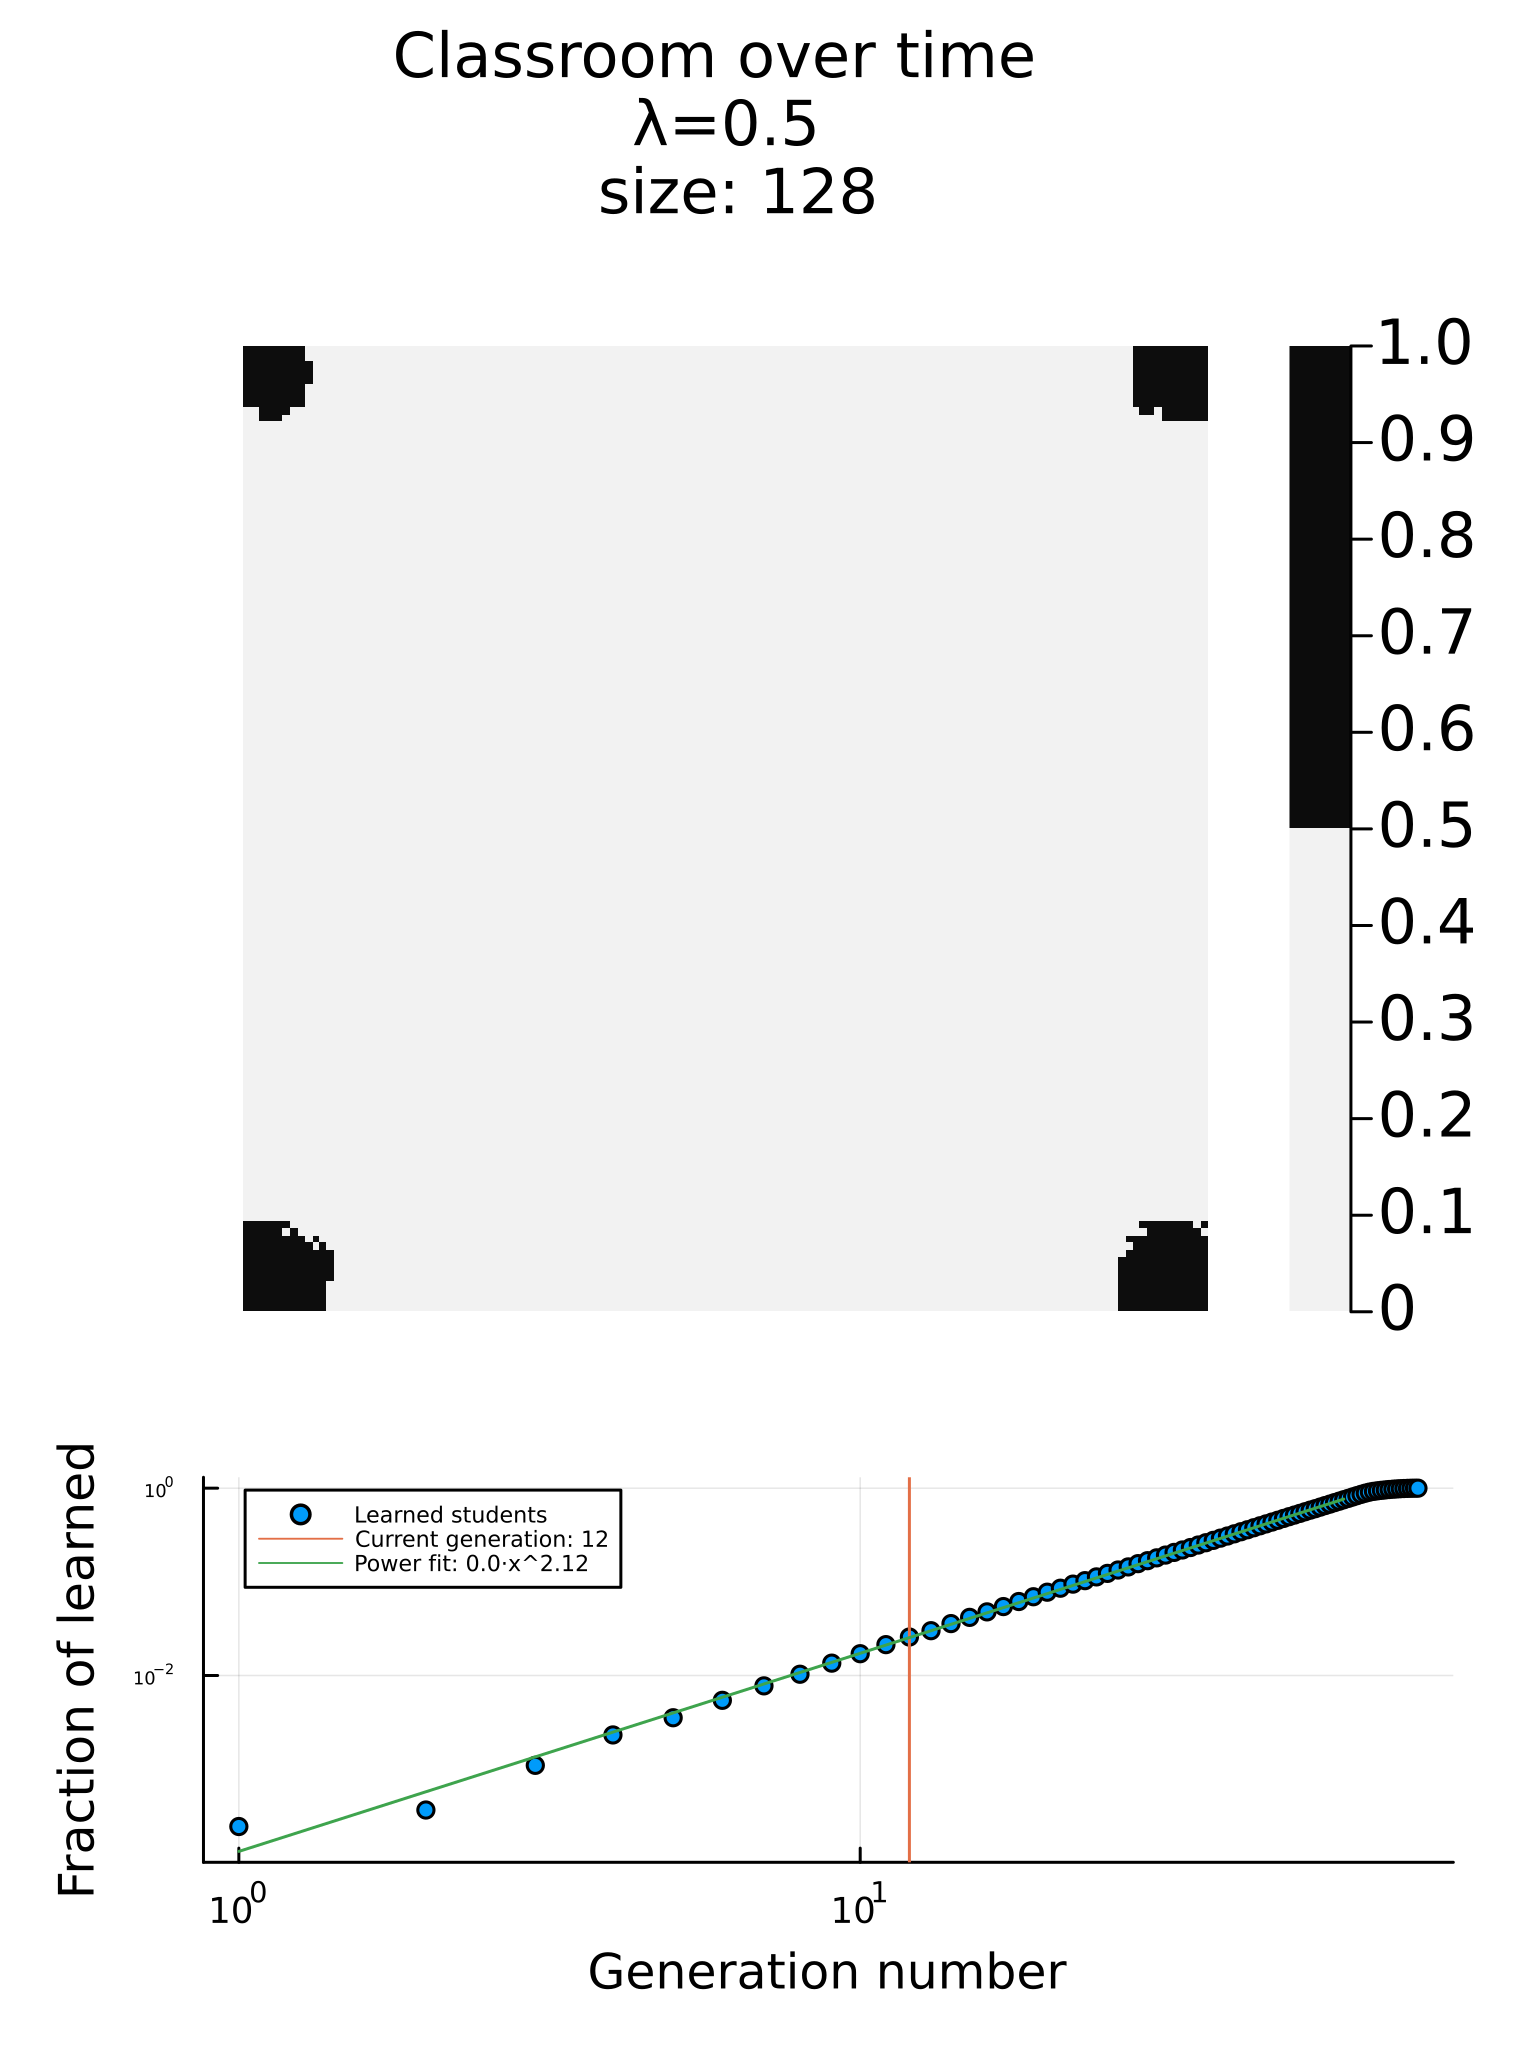 Classroom over time
λ=0.5
size: 128
1.0
0.9
0.8
0.7
0.6
0.5
0.4
0.3
0.2
0.1
0
Fraction of learned
10^0
10^−2
Learned students
Current generation: 12
Power fit: 0.0·x^2.12
10^0
10^1
Generation number